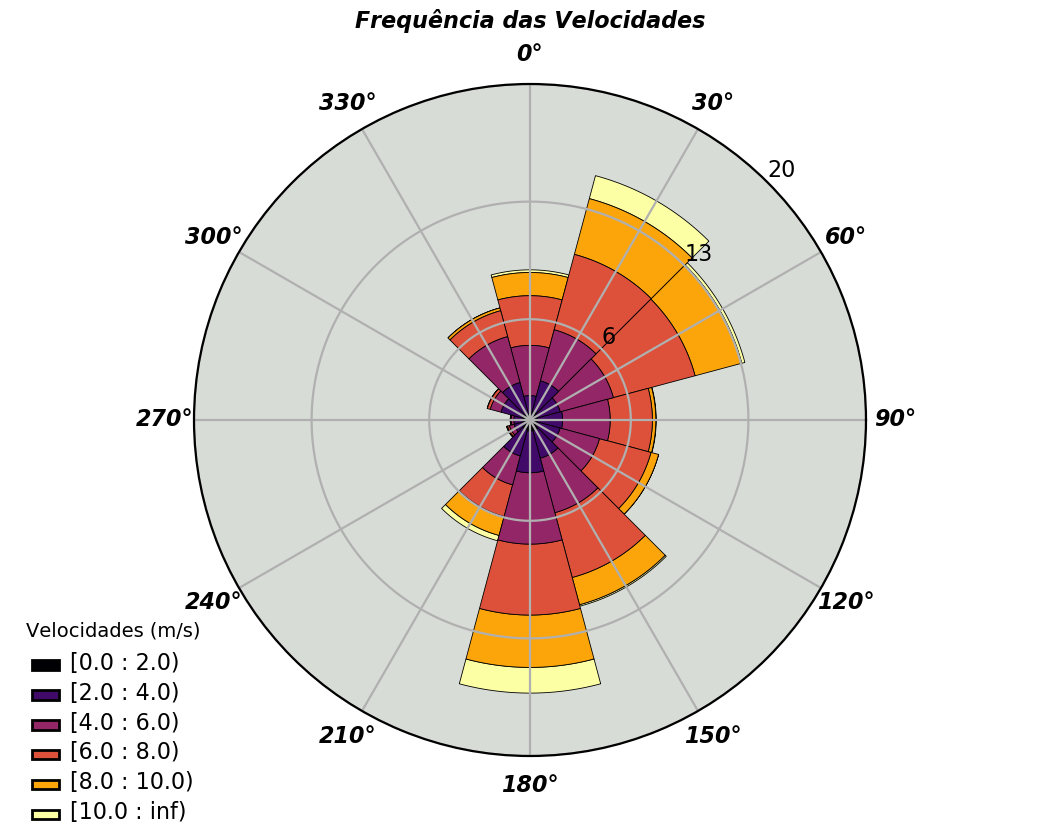 Frequência das Velocidades
0°
330°
30°
20
300°
60°
13
6
270°
90°
240°
120°
210°
150°
180°
Velocidades (m/s)
[0.0 : 2.0)
[2.0 : 4.0)
[4.0 : 6.0)
[6.0 : 8.0)
[8.0 : 10.0)
[10.0 : inf)